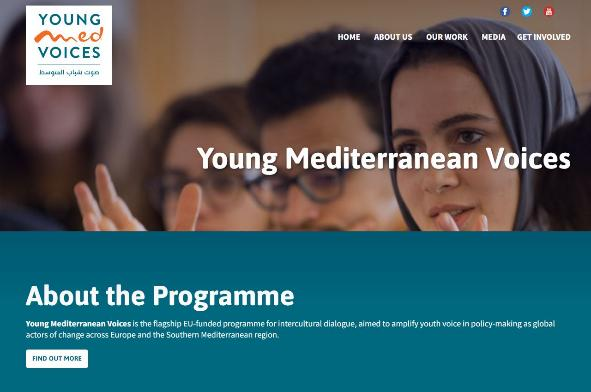 YOUNG
med
VOICES
صوت شباب المتوسط
HOME ABOUT US OUR WORK MEDIA GET INVOLVED
Young Mediterranean Voices
About the Programme
Young Mediterranean Voices is the flagship EU-funded programme for intercultural dialogue, aimed to amplify youth voice in policy-making as global
actors of change across Europe and the Southern Mediterranean region.
FIND OUT MORE